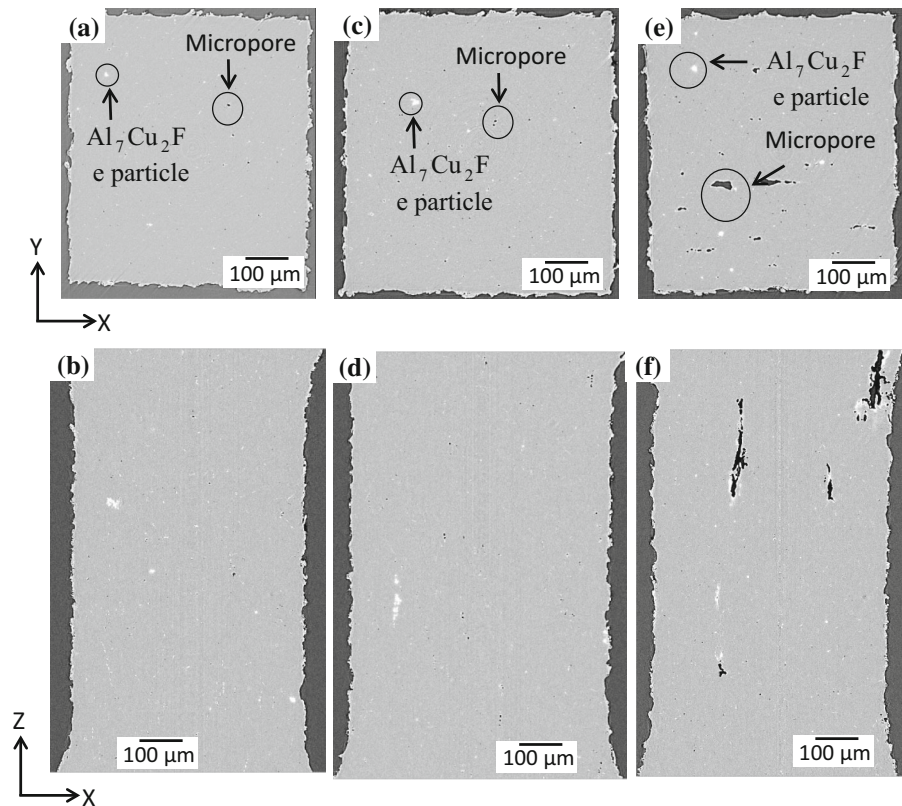 (a)
Micropore
Al₇Cu₂F
e particle
100 μm
(c)
Micropore
Al₇Cu₂F
e particle
100 μm
(e)
Al₇Cu₂F
e particle
Micropore
100 μm
Y
X
(b)
100 μm
(d)
100 μm
(f)
100 μm
Z
X